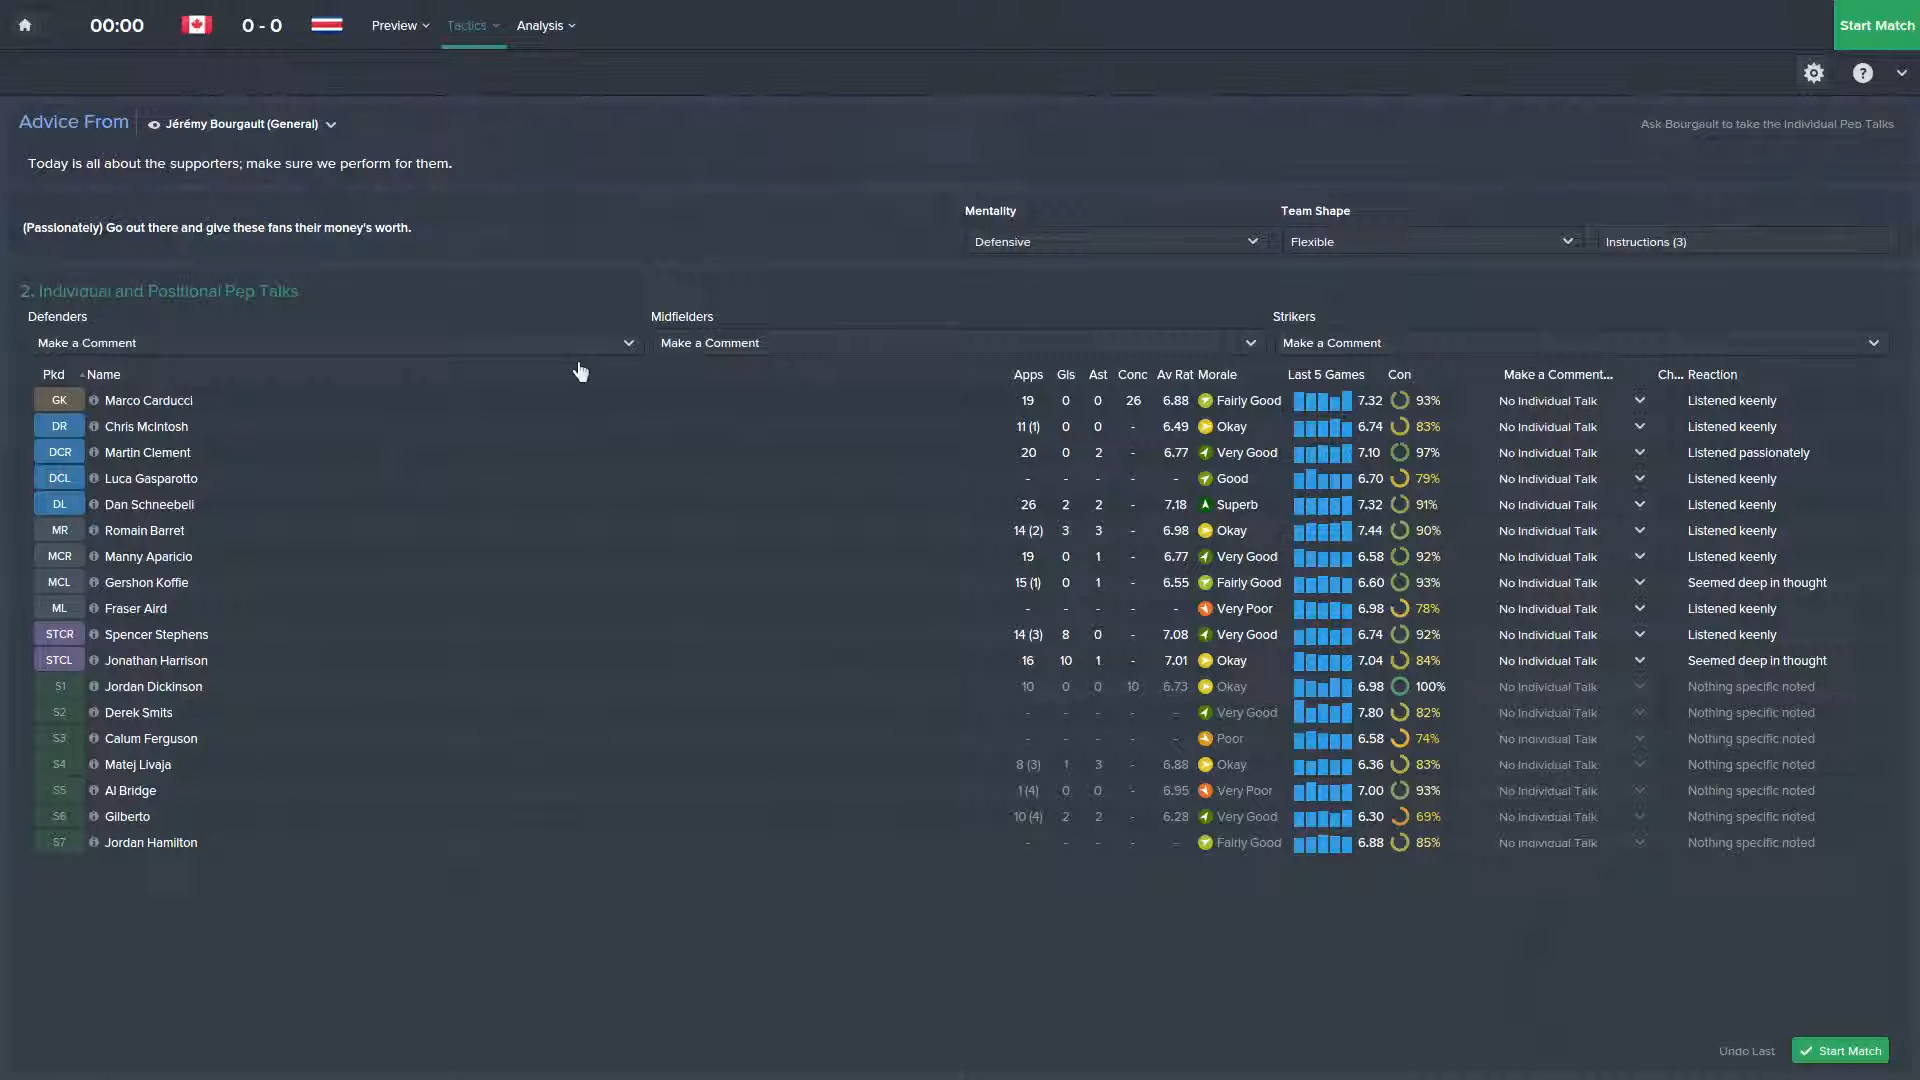 00:00 0 - 0 Preview Tactics Analysis Start Match
?
Advice From Jérémy Bourgault (General) Ask Bourgault to take the Individual Pep Talks
Today is all about the supporters; make sure we perform for them.
Mentality Team Shape
(Passionately) Go out there and give these fans their money's worth.
Defensive Flexible Instructions (3)
2. Individual and Positional Pep Talks
Defenders Midfielders Strikers
Make a Comment Make a Comment Make a Comment
Pkd Name Apps Gls Ast Conc Av Rat Morale Last 5 Games Con Make a Comment... Ch... Reaction
GK Marco Carducci 19 0 0 26 6.88 Fairly Good 7.32 93% No Individual Talk Listened keenly
DR Chris McIntosh 11 (1) 0 0 - 6.49 Okay 6.74 83% No Individual Talk Listened keenly
DCR Martin Clement 20 0 2 - 6.77 Very Good 7.10 97% No Individual Talk Listened passionately
DCL Luca Gasparotto - - - - - Good 6.70 79% No Individual Talk Listened keenly
DL Dan Schneebeli 26 2 2 - 7.18 Superb 7.32 91% No Individual Talk Listened keenly
MR Romain Barret 14 (2) 3 3 - 6.98 Okay 7.44 90% No Individual Talk Listened keenly
MCR Manny Aparicio 19 0 1 - 6.77 Very Good 6.58 92% No Individual Talk Listened keenly
MCL Gershon Koffie 15 (1) 0 1 - 6.55 Fairly Good 6.60 93% No Individual Talk Seemed deep in thought
ML Fraser Aird - - - - - Very Poor 6.98 78% No Individual Talk Listened keenly
STCR Spencer Stephens 14 (3) 8 0 - 7.08 Very Good 6.74 92% No Individual Talk Listened keenly
STCL Jonathan Harrison 16 10 1 - 7.01 Okay 7.04 84% No Individual Talk Seemed deep in thought
S1 Jordan Dickinson 10 0 0 10 6.73 Okay 6.98 100% No Individual Talk Nothing specific noted
S2 Derek Smits - - - - - Very Good 7.80 82% No Individual Talk Nothing specific noted
S3 Calum Ferguson - - - - - Poor 6.58 74% No Individual Talk Nothing specific noted
S4 Matej Livaja 8 (3) 1 3 - 6.88 Okay 6.36 83% No Individual Talk Nothing specific noted
S5 Al Bridge 1 (4) 0 0 - 6.95 Very Poor 7.00 93% No Individual Talk Nothing specific noted
S6 Gilberto 10 (4) 2 2 - 6.28 Very Good 6.30 69% No Individual Talk Nothing specific noted
S7 Jordan Hamilton - - - - - Fairly Good 6.88 85% No Individual Talk Nothing specific noted
Undo Last Start Match